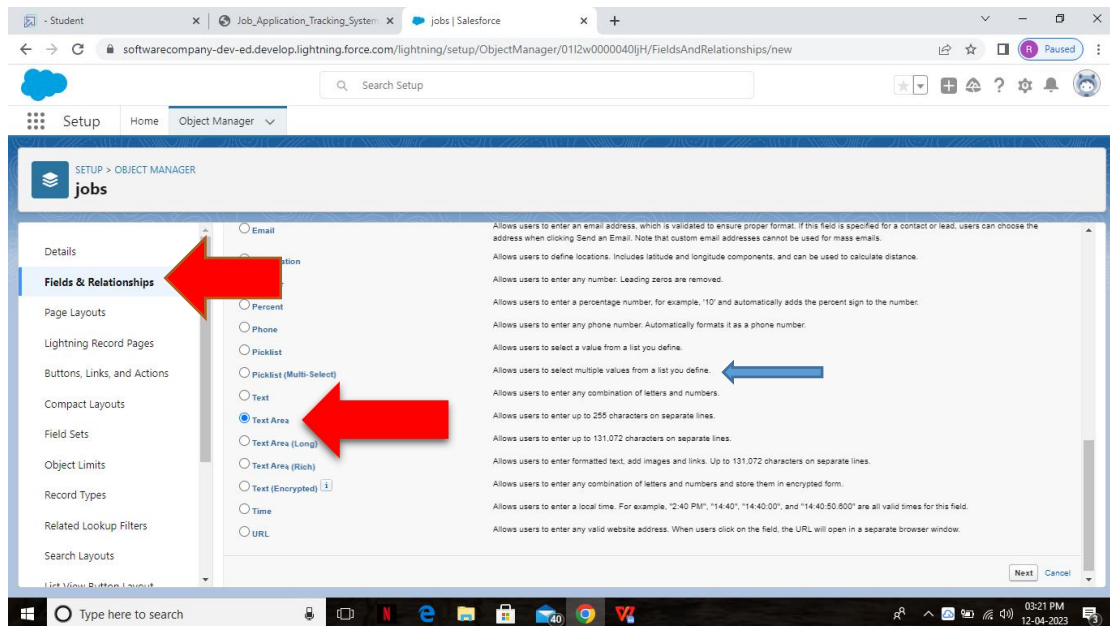 - Student
Job_Application_Tracking_System
jobs | Salesforce
softwarecompany-dev-ed.develop.lightning.force.com/lightning/setup/ObjectManager/01I2w0000040ljH/FieldsAndRelationships/new
R Paused
Search Setup
Setup Home Object Manager
SETUP > OBJECT MANAGER
jobs
Details
Fields & Relationships
Page Layouts
Lightning Record Pages
Buttons, Links, and Actions
Compact Layouts
Field Sets
Object Limits
Record Types
Related Lookup Filters
Search Layouts
List View Button Layout
Email Allows users to enter an email address, which is validated to ensure proper format. If this field is specified for a contact or lead, users can choose the
address when clicking Send an Email. Note that custom email addresses cannot be used for mass emails.
Allows users to define locations. Includes latitude and longitude components, and can be used to calculate distance.
Allows users to enter any number. Leading zeros are removed.
Percent Allows users to enter a percentage number, for example, '10' and automatically adds the percent sign to the number.
Phone Allows users to enter any phone number. Automatically formats it as a phone number.
Picklist Allows users to select a value from a list you define.
Picklist (Multi-Select) Allows users to select multiple values from a list you define.
Text Allows users to enter any combination of letters and numbers.
Text Area Allows users to enter up to 255 characters on separate lines.
Text Area (Long) Allows users to enter up to 131,072 characters on separate lines.
Text Area (Rich) Allows users to enter formatted text, add images and links. Up to 131,072 characters on separate lines.
Text (Encrypted) i Allows users to enter any combination of letters and numbers and store them in encrypted form.
Time Allows users to enter a local time. For example, "2:40 PM", "14:40", "14:40:00", and "14:40:50.600" are all valid times for this field.
URL Allows users to enter any valid website address. When users click on the field, the URL will open in a separate browser window.
Next Cancel
Type here to search
40
03:21 PM
12-04-2023
3